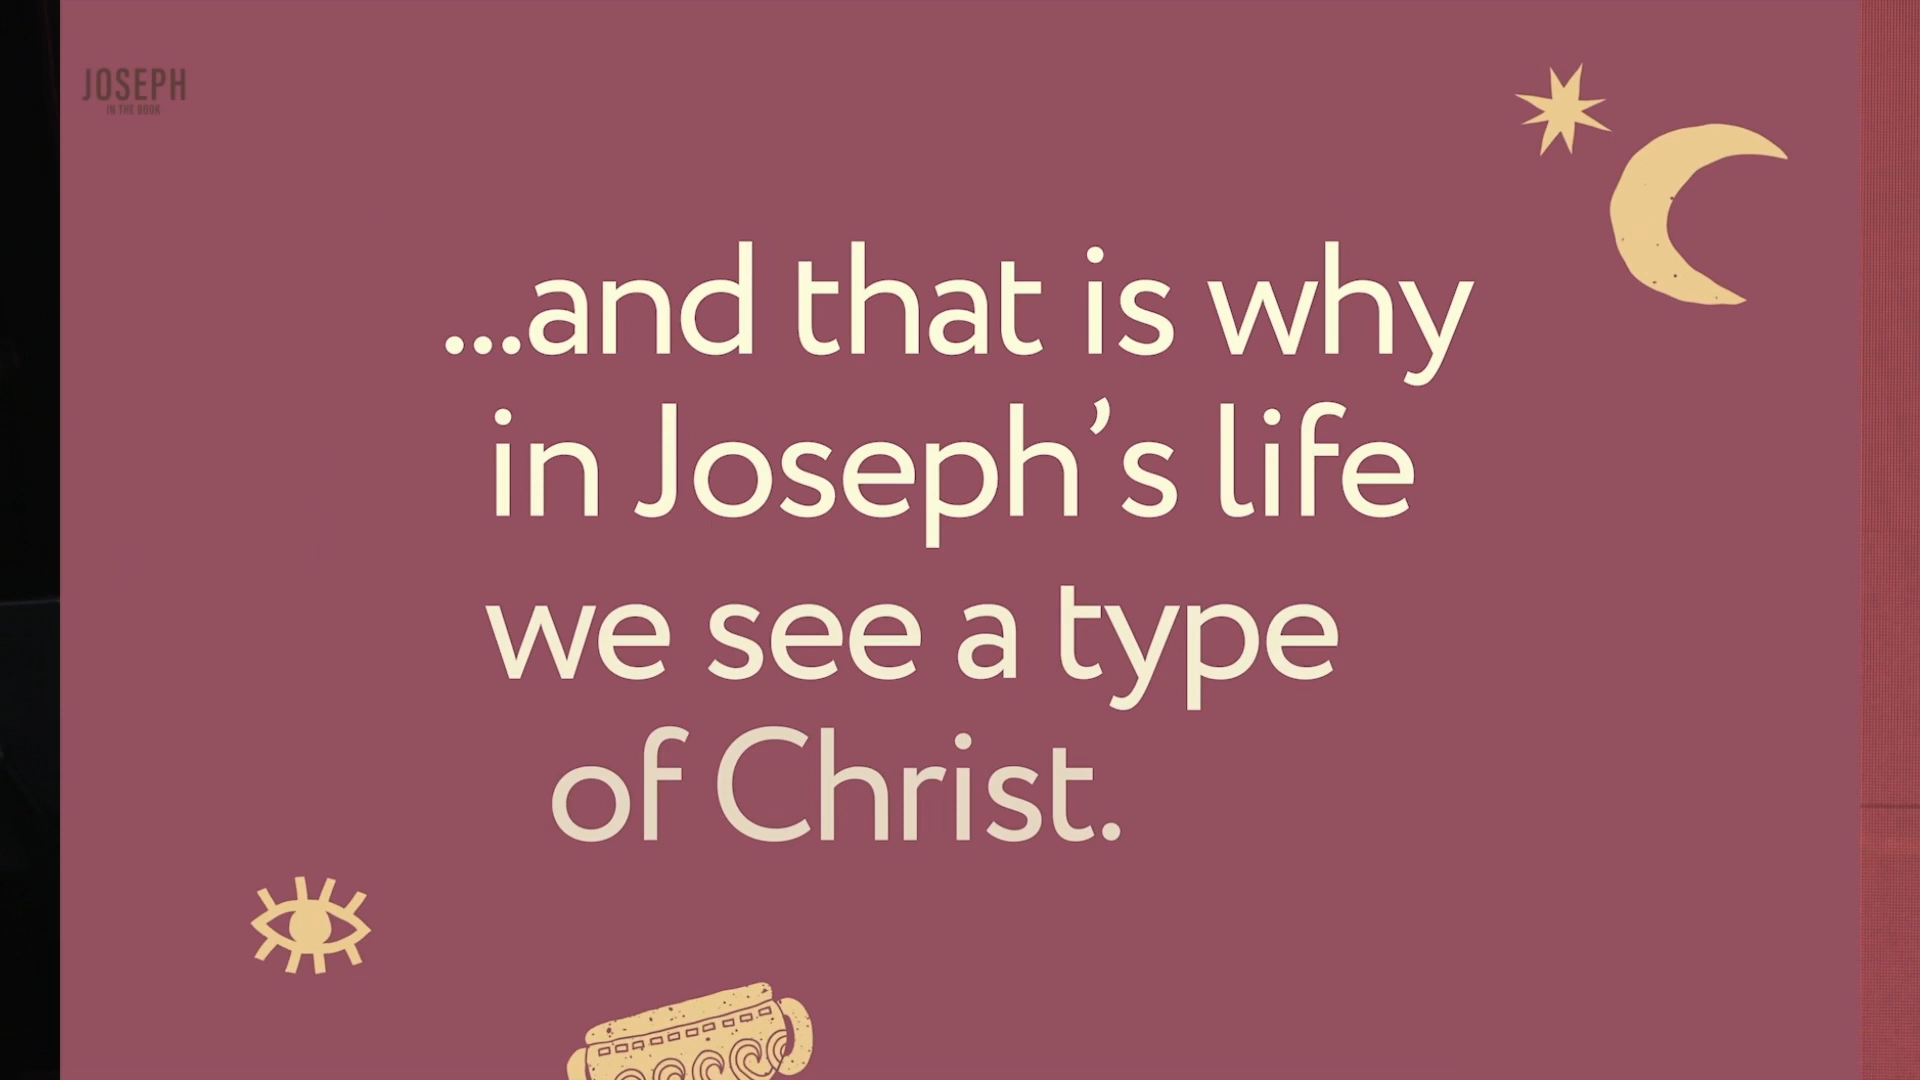 JOSEPH
IN THE BOOK
...and that is why
in Joseph’s life
we see a type
of Christ.